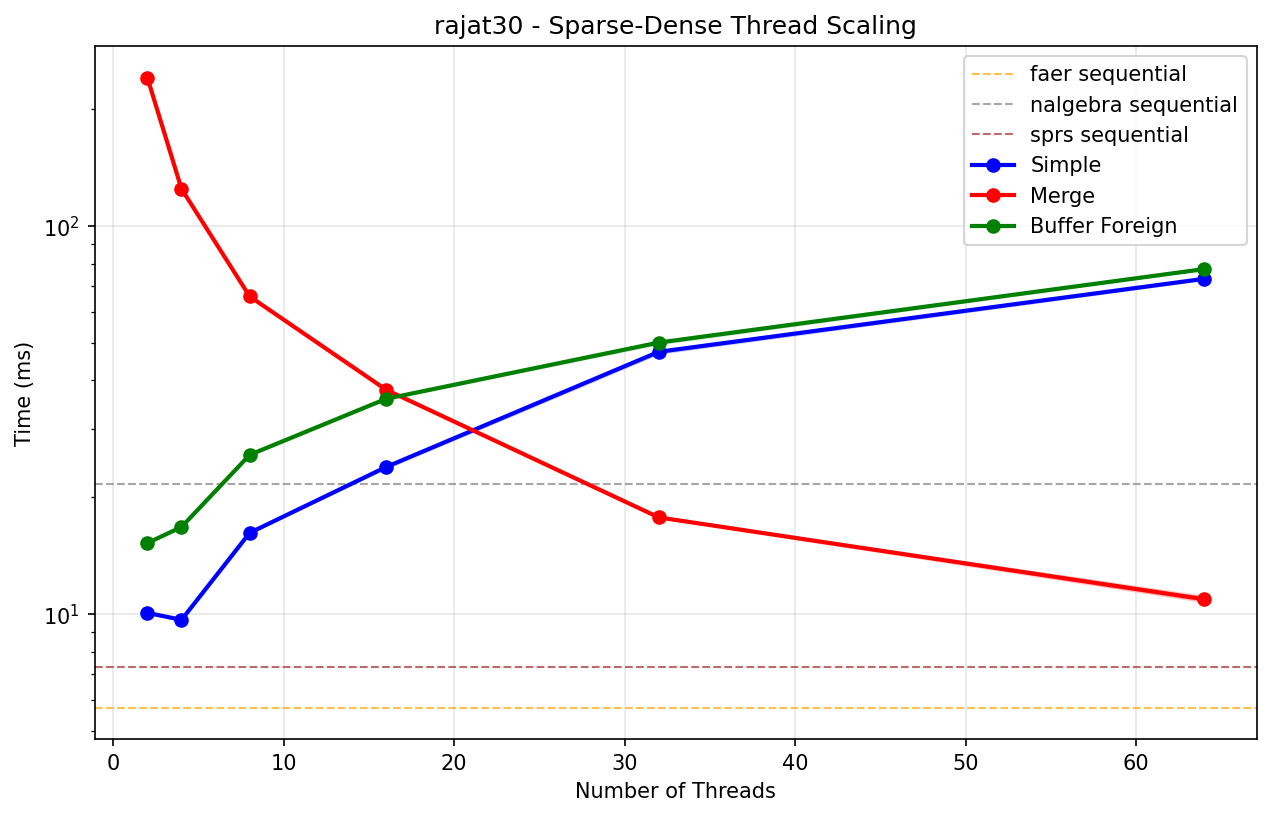 rajat30 - Sparse-Dense Thread Scaling
faer sequential
nalgebra sequential
sprs sequential
Simple
Merge
Buffer Foreign
Time (ms)
10²
10¹
0 10 20 30 40 50 60
Number of Threads